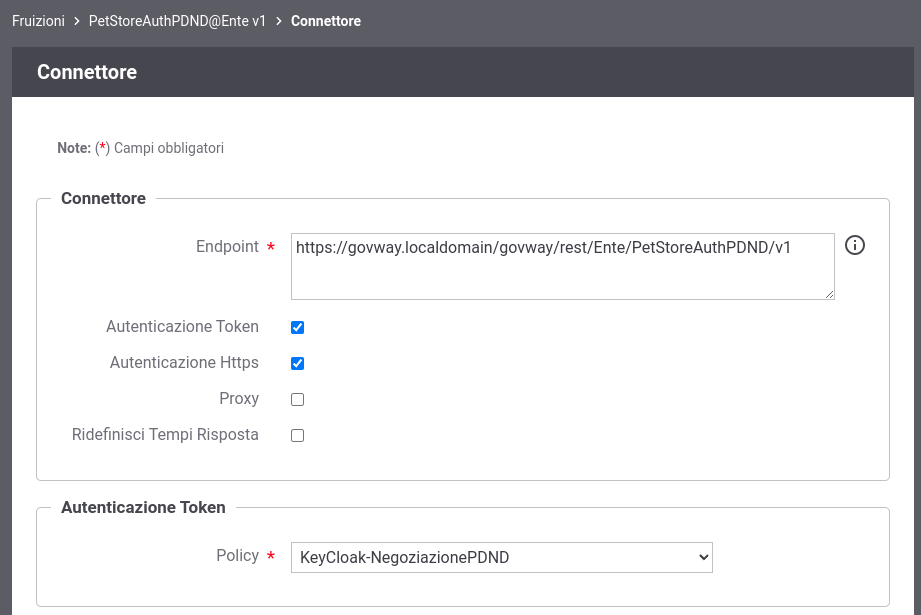 Fruizioni > PetStoreAuthPDND@Ente v1 > Connettore
Connettore
Note: (*) Campi obbligatori
Connettore
Endpoint * https://govway.localdomain/govway/rest/Ente/PetStoreAuthPDND/v1
Autenticazione Token
Autenticazione Https
Proxy
Ridefinisci Tempi Risposta
Autenticazione Token
Policy * KeyCloak-NegoziazionePDND